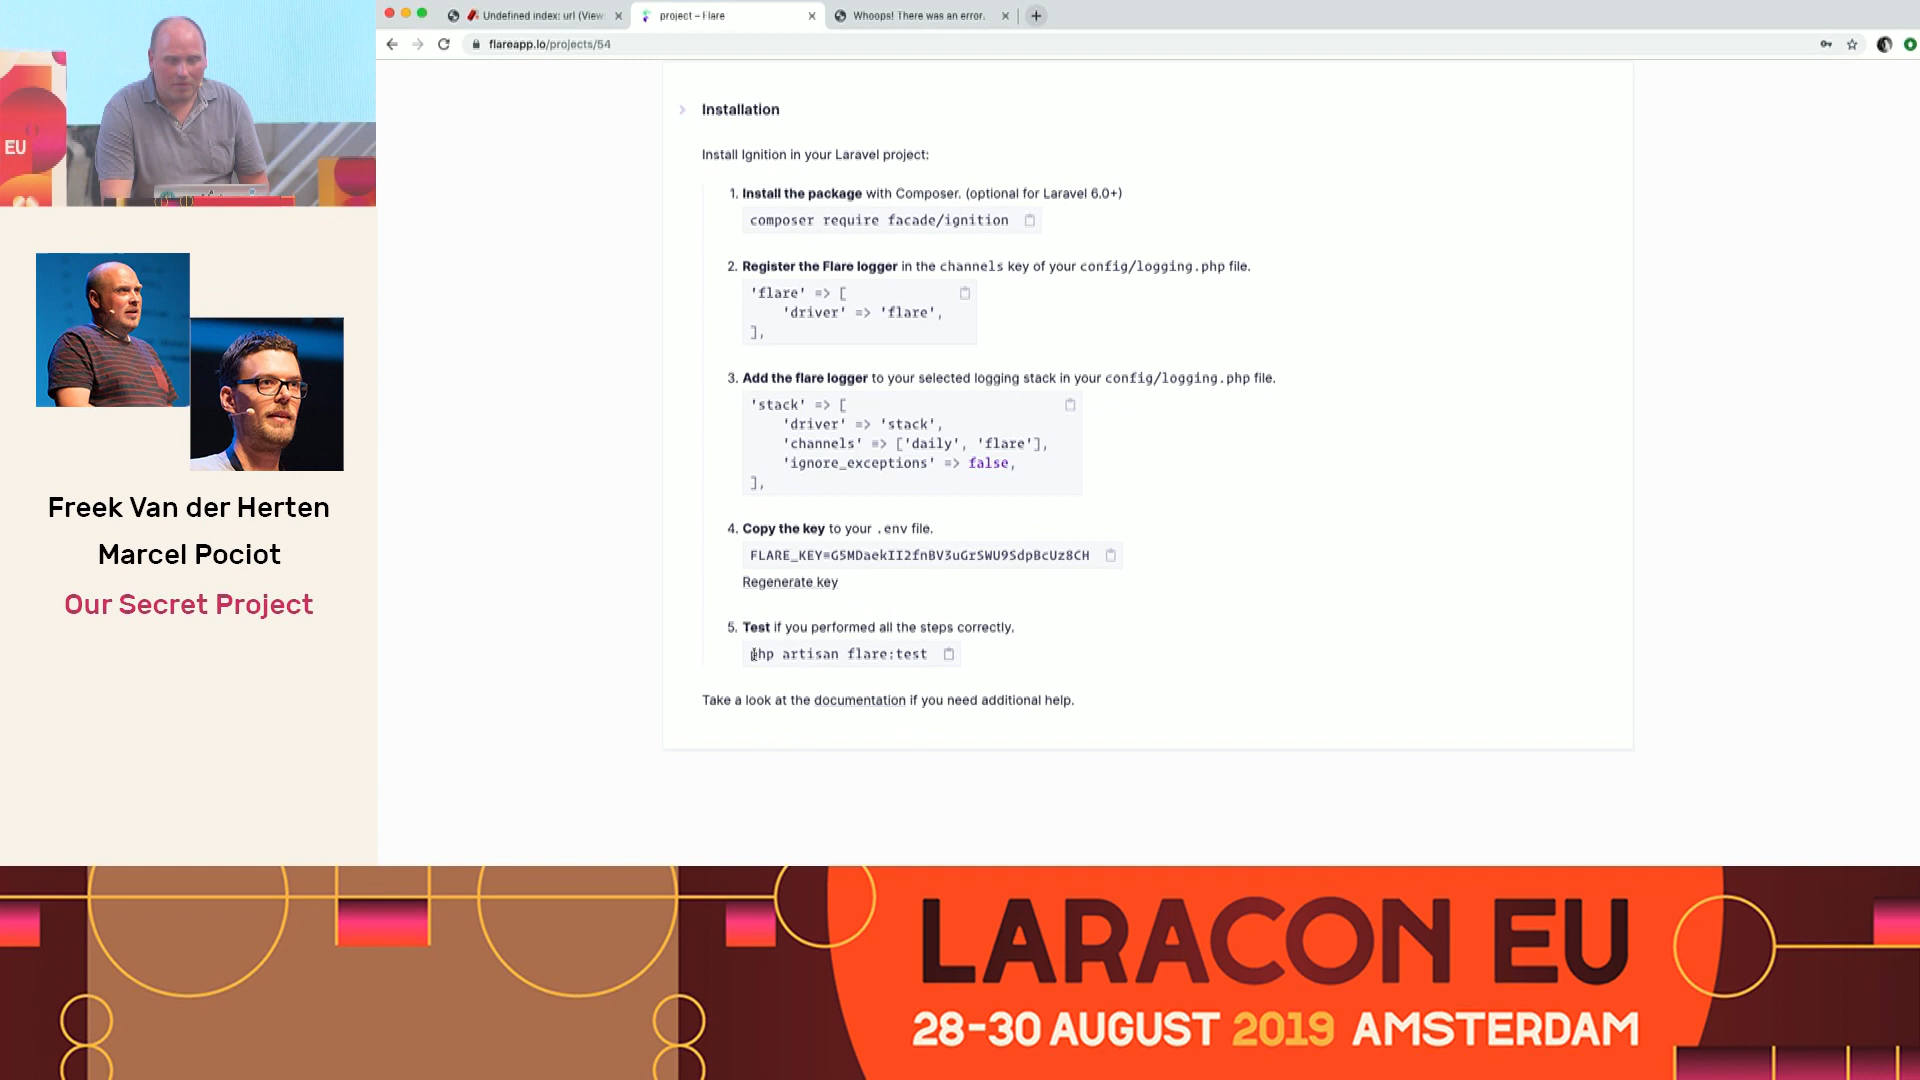 Undefined index: url (View
project – Flare
Whoops! There was an error.
flareapp.io/projects/54
EU
Installation
Install Ignition in your Laravel project:
1. Install the package with Composer. (optional for Laravel 6.0+)
composer require facade/ignition
2. Register the Flare logger in the channels key of your config/logging.php file.
'flare' => [
'driver' => 'flare',
],
3. Add the flare logger to your selected logging stack in your config/logging.php file.
'stack' => [
'driver' => 'stack',
'channels' => ['daily', 'flare'],
'ignore_exceptions' => false,
],
4. Copy the key to your .env file.
FLARE_KEY=G5MDaekII2fnBV3uGrSWU9SdpBcUz8CH
Regenerate key
5. Test if you performed all the steps correctly.
php artisan flare:test
Take a look at the documentation if you need additional help.
Freek Van der Herten
Marcel Pociot
Our Secret Project
LARACON EU
28-30 AUGUST 2019 AMSTERDAM